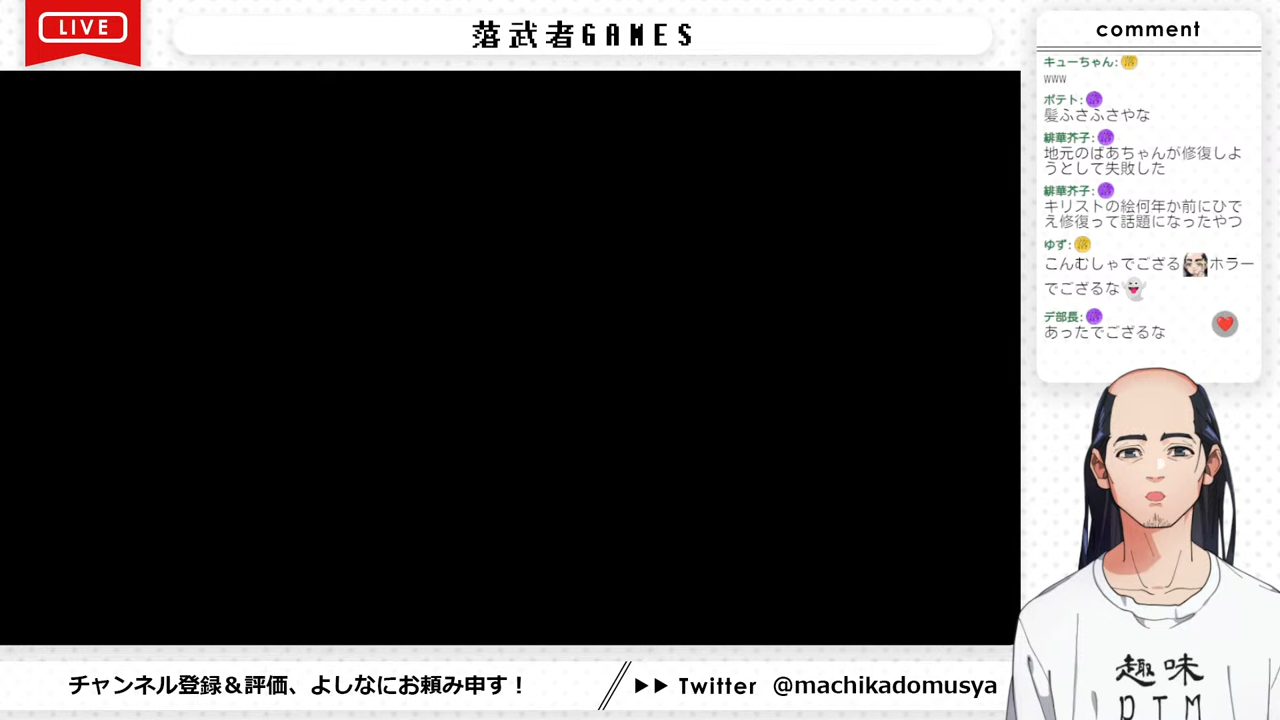 LIVE
落武者GAMES
comment
キューちゃん:
www
ポテト:
髪ふさふさやな
緋華芥子:
地元のばあちゃんが修復しよ
うとして失敗した
緋華芥子:
キリストの絵何年か前にひで
え修復って話題になったやつ
ゆず:
こんむしゃでござるホラー
でござるな
デ部長:
あったでござるな
趣味
DTM
チャンネル登録＆評価、よしなにお頼み申す！
Twitter @machikadomusya